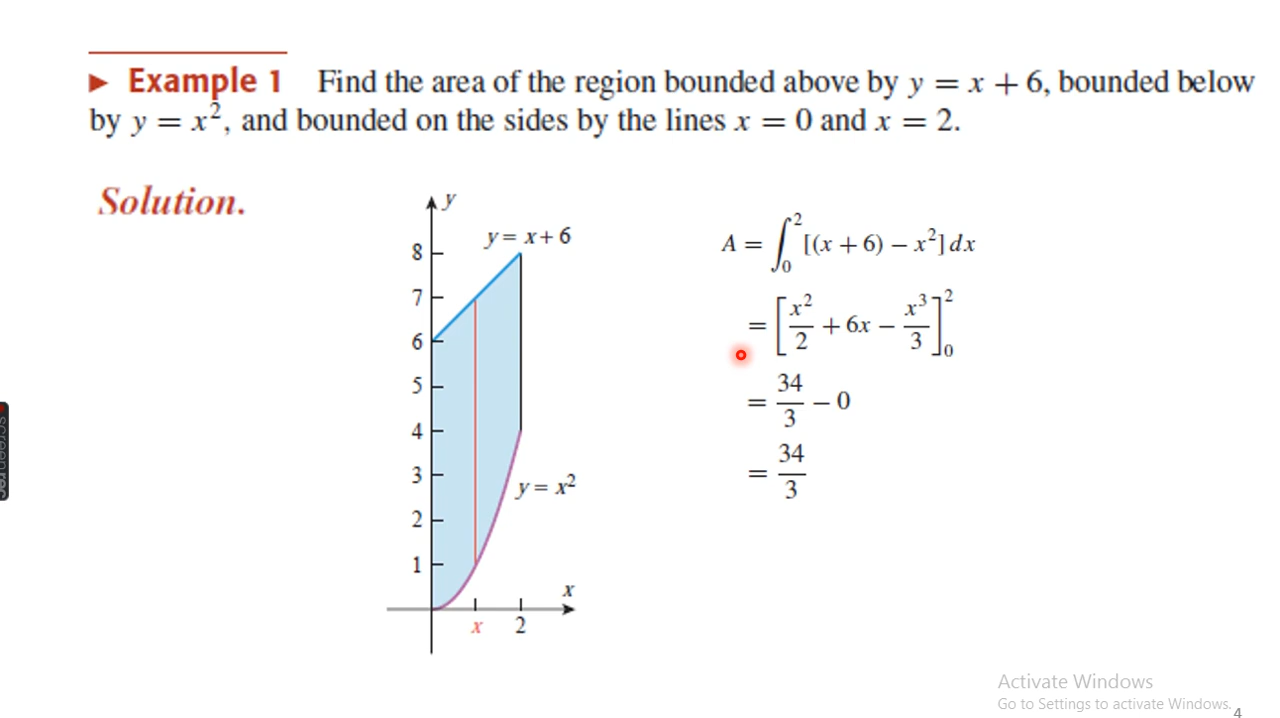 ▶ Example 1 Find the area of the region bounded above by y = x + 6, bounded below
by y = x², and bounded on the sides by the lines x = 0 and x = 2.
Solution.
y
y = x + 6
8
7
6
5
4
3
2
1
y = x²
x
x 2
A = ∫₀² [(x + 6) − x²] dx
= [x²/2 + 6x − x³/3]₀²
= 34/3 − 0
= 34/3
Activate Windows
Go to Settings to activate Windows.
4